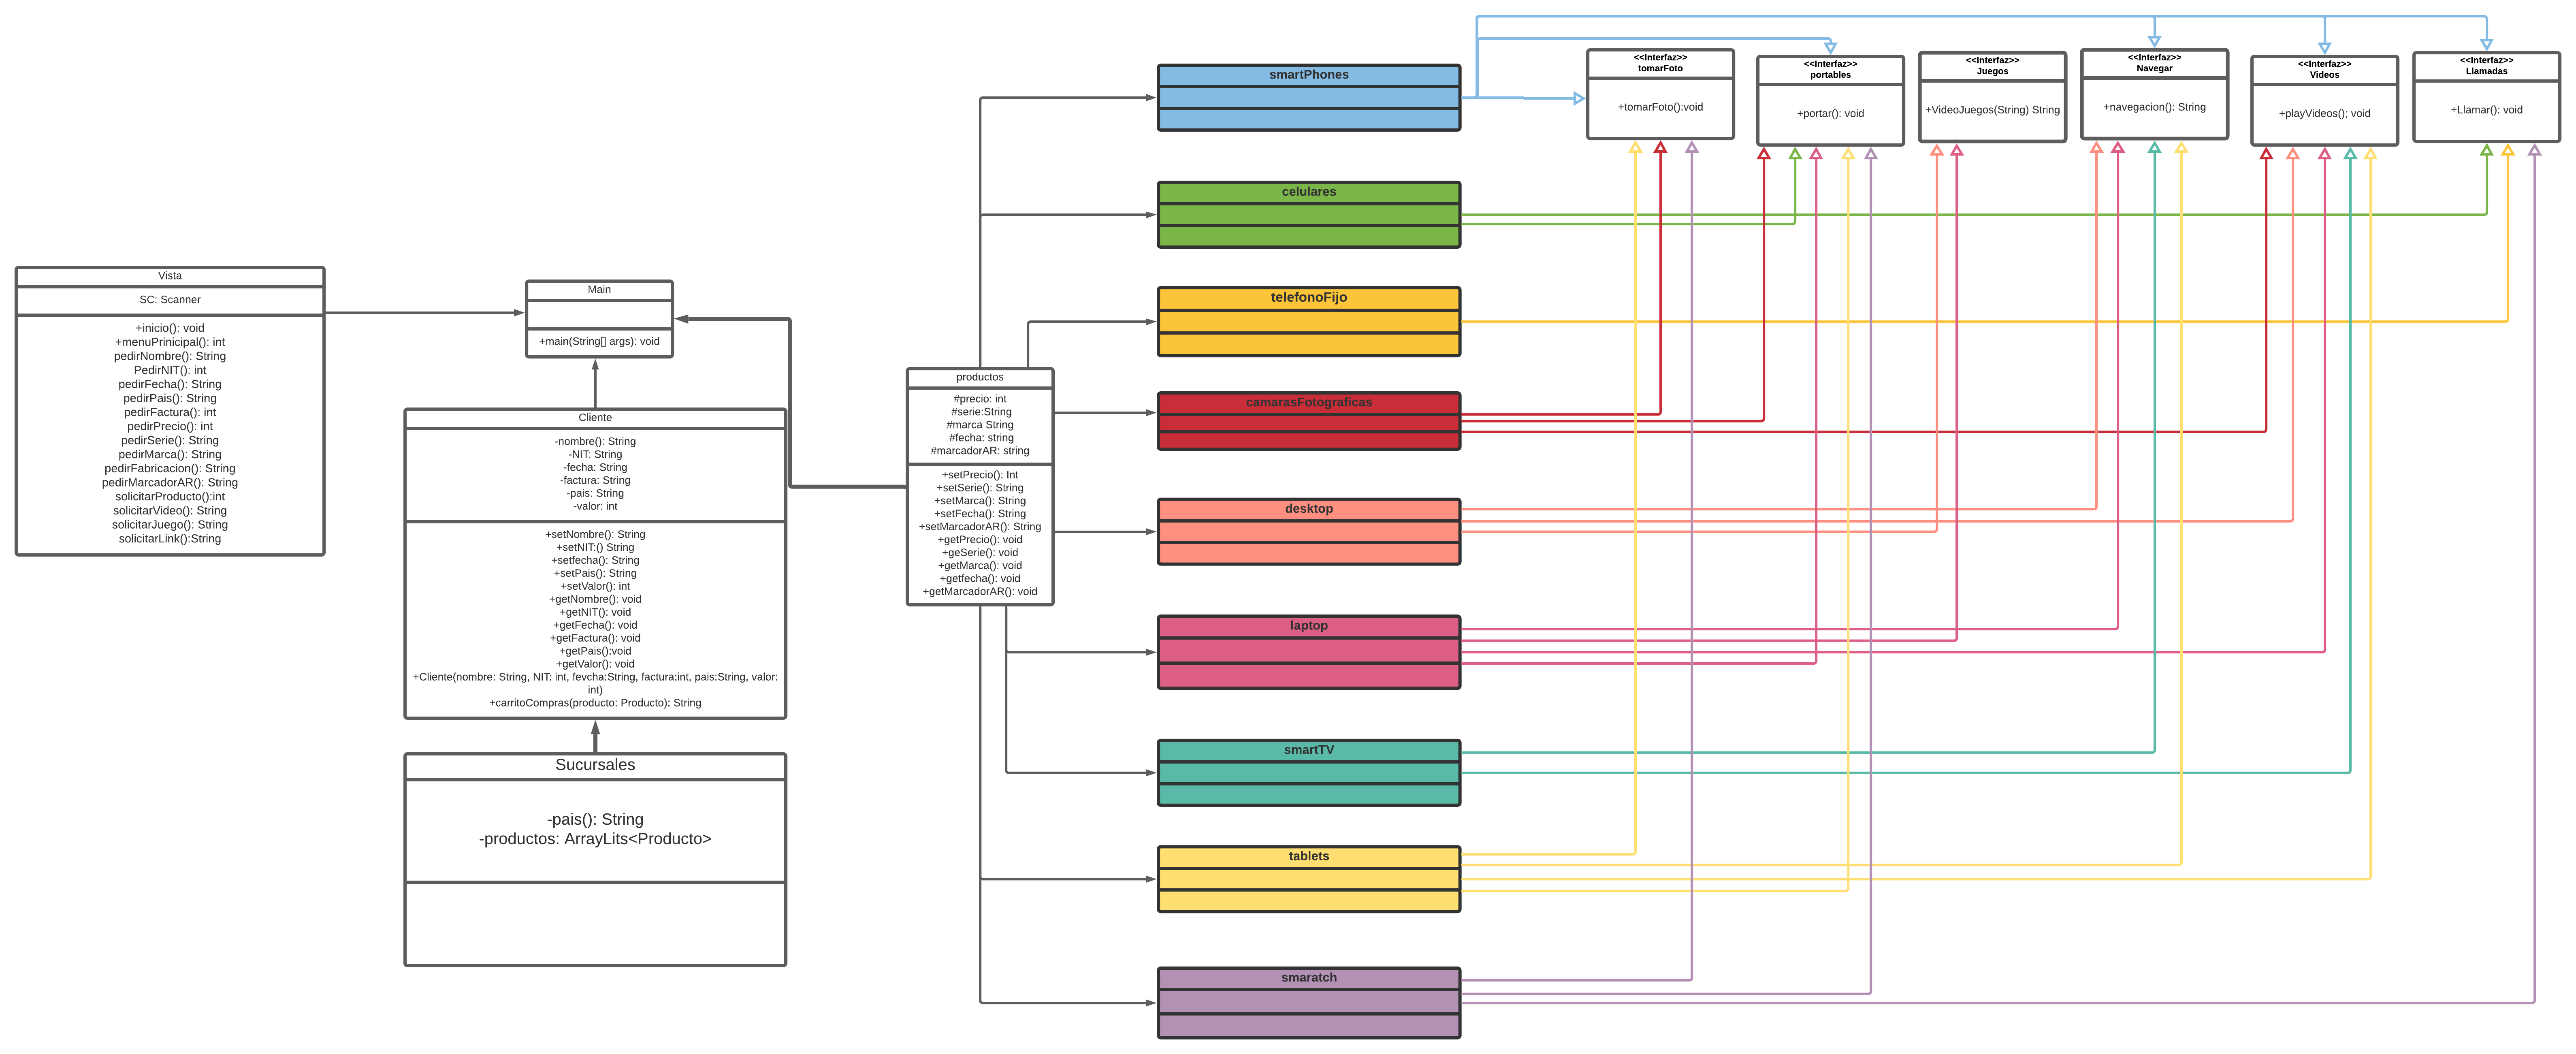 Vista
SC: Scanner
+inicio(): void
+menuPrinicipal(): int
pedirNombre(): String
PedirNIT(): int
pedirFecha(): String
pedirPais(): String
pedirFactura(): int
pedirPrecio(): int
pedirSerie(): String
pedirMarca(): String
pedirFabricacion(): String
pedirMarcadorAR(): String
solicitarProducto():int
solicitarVideo(): String
solicitarJuego(): String
solicitarLink():String
Main
+main(String[] args): void
Cliente
-nombre(): String
-NIT: String
-fecha: String
-factura: String
-pais: String
-valor: int
+setNombre(): String
+setNIT:() String
+setfecha(): String
+setPais(): String
+setValor(): int
+getNombre(): void
+getNIT(): void
+getFecha(): void
+getFactura(): void
+getPais():void
+getValor(): void
+Cliente(nombre: String, NIT: int, fevcha:String, factura:int, pais:String, valor:
int)
+carritoCompras(producto: Producto): String
Sucursales
-pais(): String
-productos: ArrayLits<Producto>
productos
#precio: int
#serie:String
#marca String
#fecha: string
#marcadorAR: string
+setPrecio(): Int
+setSerie(): String
+setMarca(): String
+setFecha(): String
+setMarcadorAR(): String
+getPrecio(): void
+geSerie(): void
+getMarca(): void
+getfecha(): void
+getMarcadorAR(): void
smartPhones
celulares
telefonoFijo
camarasFotograficas
desktop
laptop
smartTV
tablets
smaratch
<<Interfaz>>
tomarFoto
+tomarFoto():void
<<Interfaz>>
portables
+portar(): void
<<Interfaz>>
Juegos
+VideoJuegos(String) String
<<Interfaz>>
Navegar
+navegacion(): String
<<Interfaz>>
Videos
+playVideos(); void
<<Interfaz>>
Llamadas
+Llamar(): void